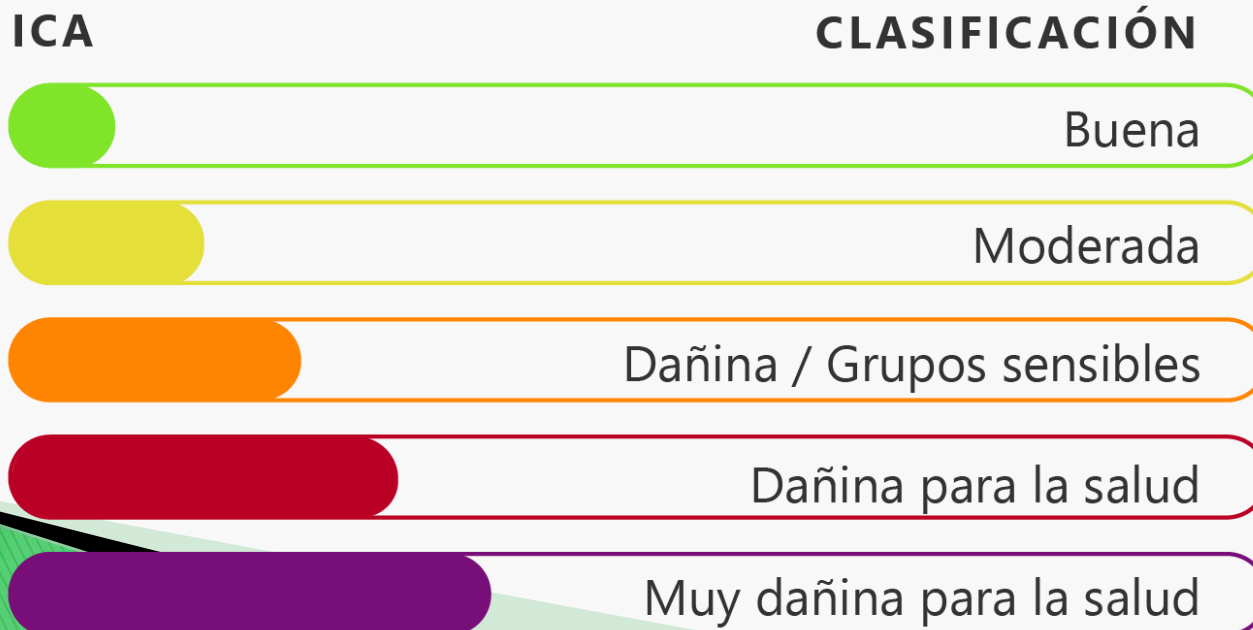 ICA CLASIFICACIÓN
Buena
Moderada
Dañina / Grupos sensibles
Dañina para la salud
Muy dañina para la salud